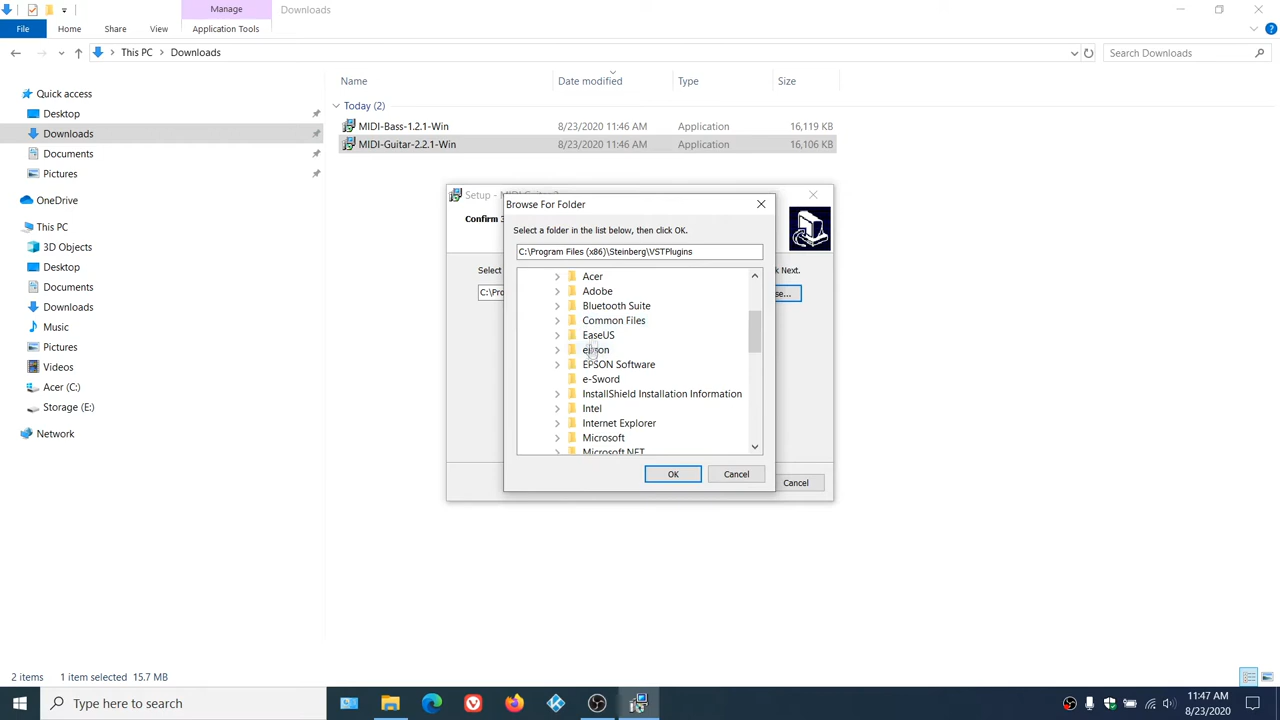 Manage
Downloads
File
Home
Share
View
Application Tools
This PC
Downloads
Search Downloads
Name
Date modified
Type
Size
Quick access
Desktop
Downloads
Documents
Pictures
OneDrive
This PC
3D Objects
Desktop
Documents
Downloads
Music
Pictures
Videos
Acer (C:)
Storage (E:)
Network
Today (2)
MIDI-Bass-1.2.1-Win 8/23/2020 11:46 AM Application 16,119 KB
MIDI-Guitar-2.2.1-Win 8/23/2020 11:46 AM Application 16,106 KB
Setup - MIDI Guitar2
Confirm 3
Select
k Next.
C:\Pro
se...
Cancel
Browse For Folder
Select a folder in the list below, then click OK.
C:\Program Files (x86)\Steinberg\VSTPlugins
Acer
Adobe
Bluetooth Suite
Common Files
EaseUS
EPSON Software
e-Sword
InstallShield Installation Information
Intel
Internet Explorer
Microsoft
Microsoft.NET
OK
Cancel
2 items
1 item selected 15.7 MB
Type here to search
11:47 AM
8/23/2020